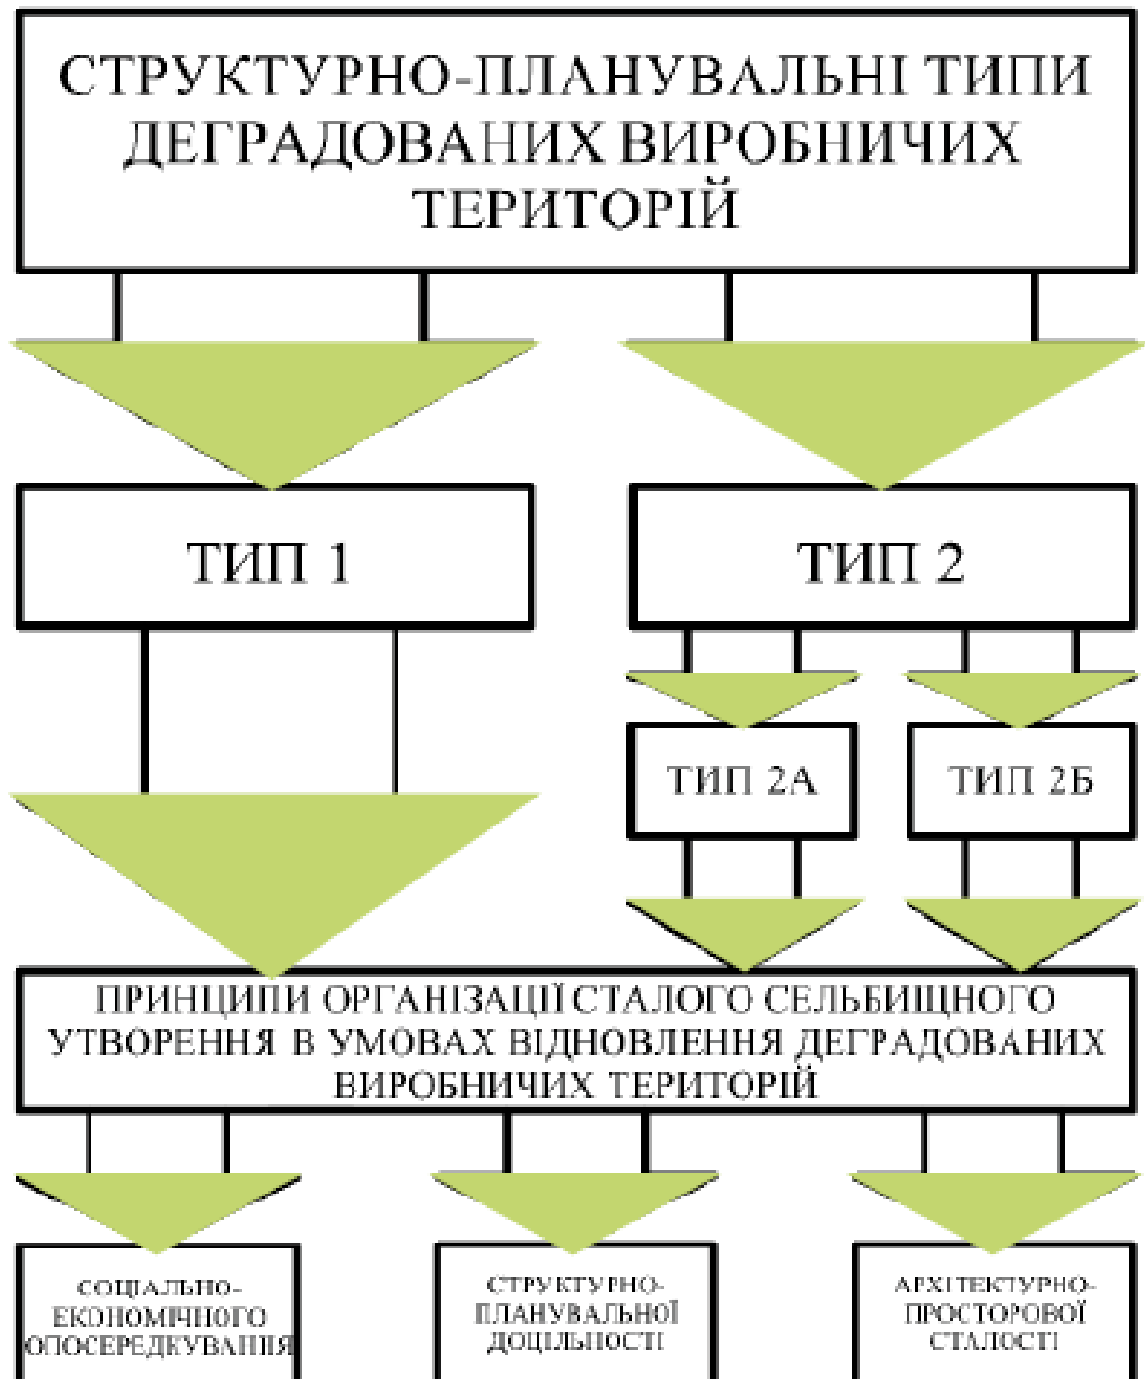 СТРУКТУРНО-ПЛАНУВАЛЬНІ ТИПИ
ДЕГРАДОВАНИХ ВИРОБНИЧИХ
ТЕРИТОРІЙ
ТИП 1
ТИП 2
ТИП 2А
ТИП 2Б
ПРИНЦИПИ ОРГАНІЗАЦІЇ СТАЛОГО СЕЛЬБИЩНОГО
УТВОРЕННЯ В УМОВАХ ВІДНОВЛЕННЯ ДЕГРАДОВАНИХ
ВИРОБНИЧИХ ТЕРИТОРІЙ
СОЦІАЛЬНО-
ЕКОНОМІЧНОГО
ОПОСЕРЕДКУВАННЯ
СТРУКТУРНО-
ПЛАНУВАЛЬНОЇ
ДОЦІЛЬНОСТІ
АРХІТЕКТУРНО-
ПРОСТОРОВОЇ
СТАЛОСТІ